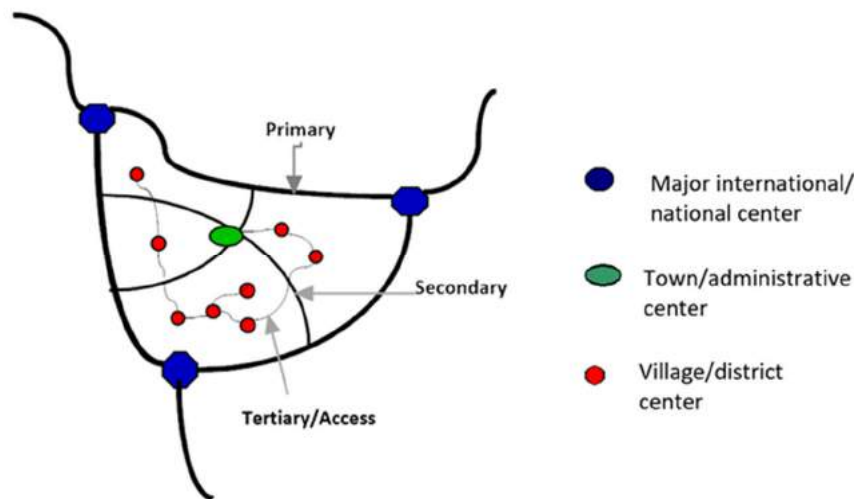 Primary
Secondary
Tertiary/Access
Major international/
national center
Town/administrative
center
Village/district
center